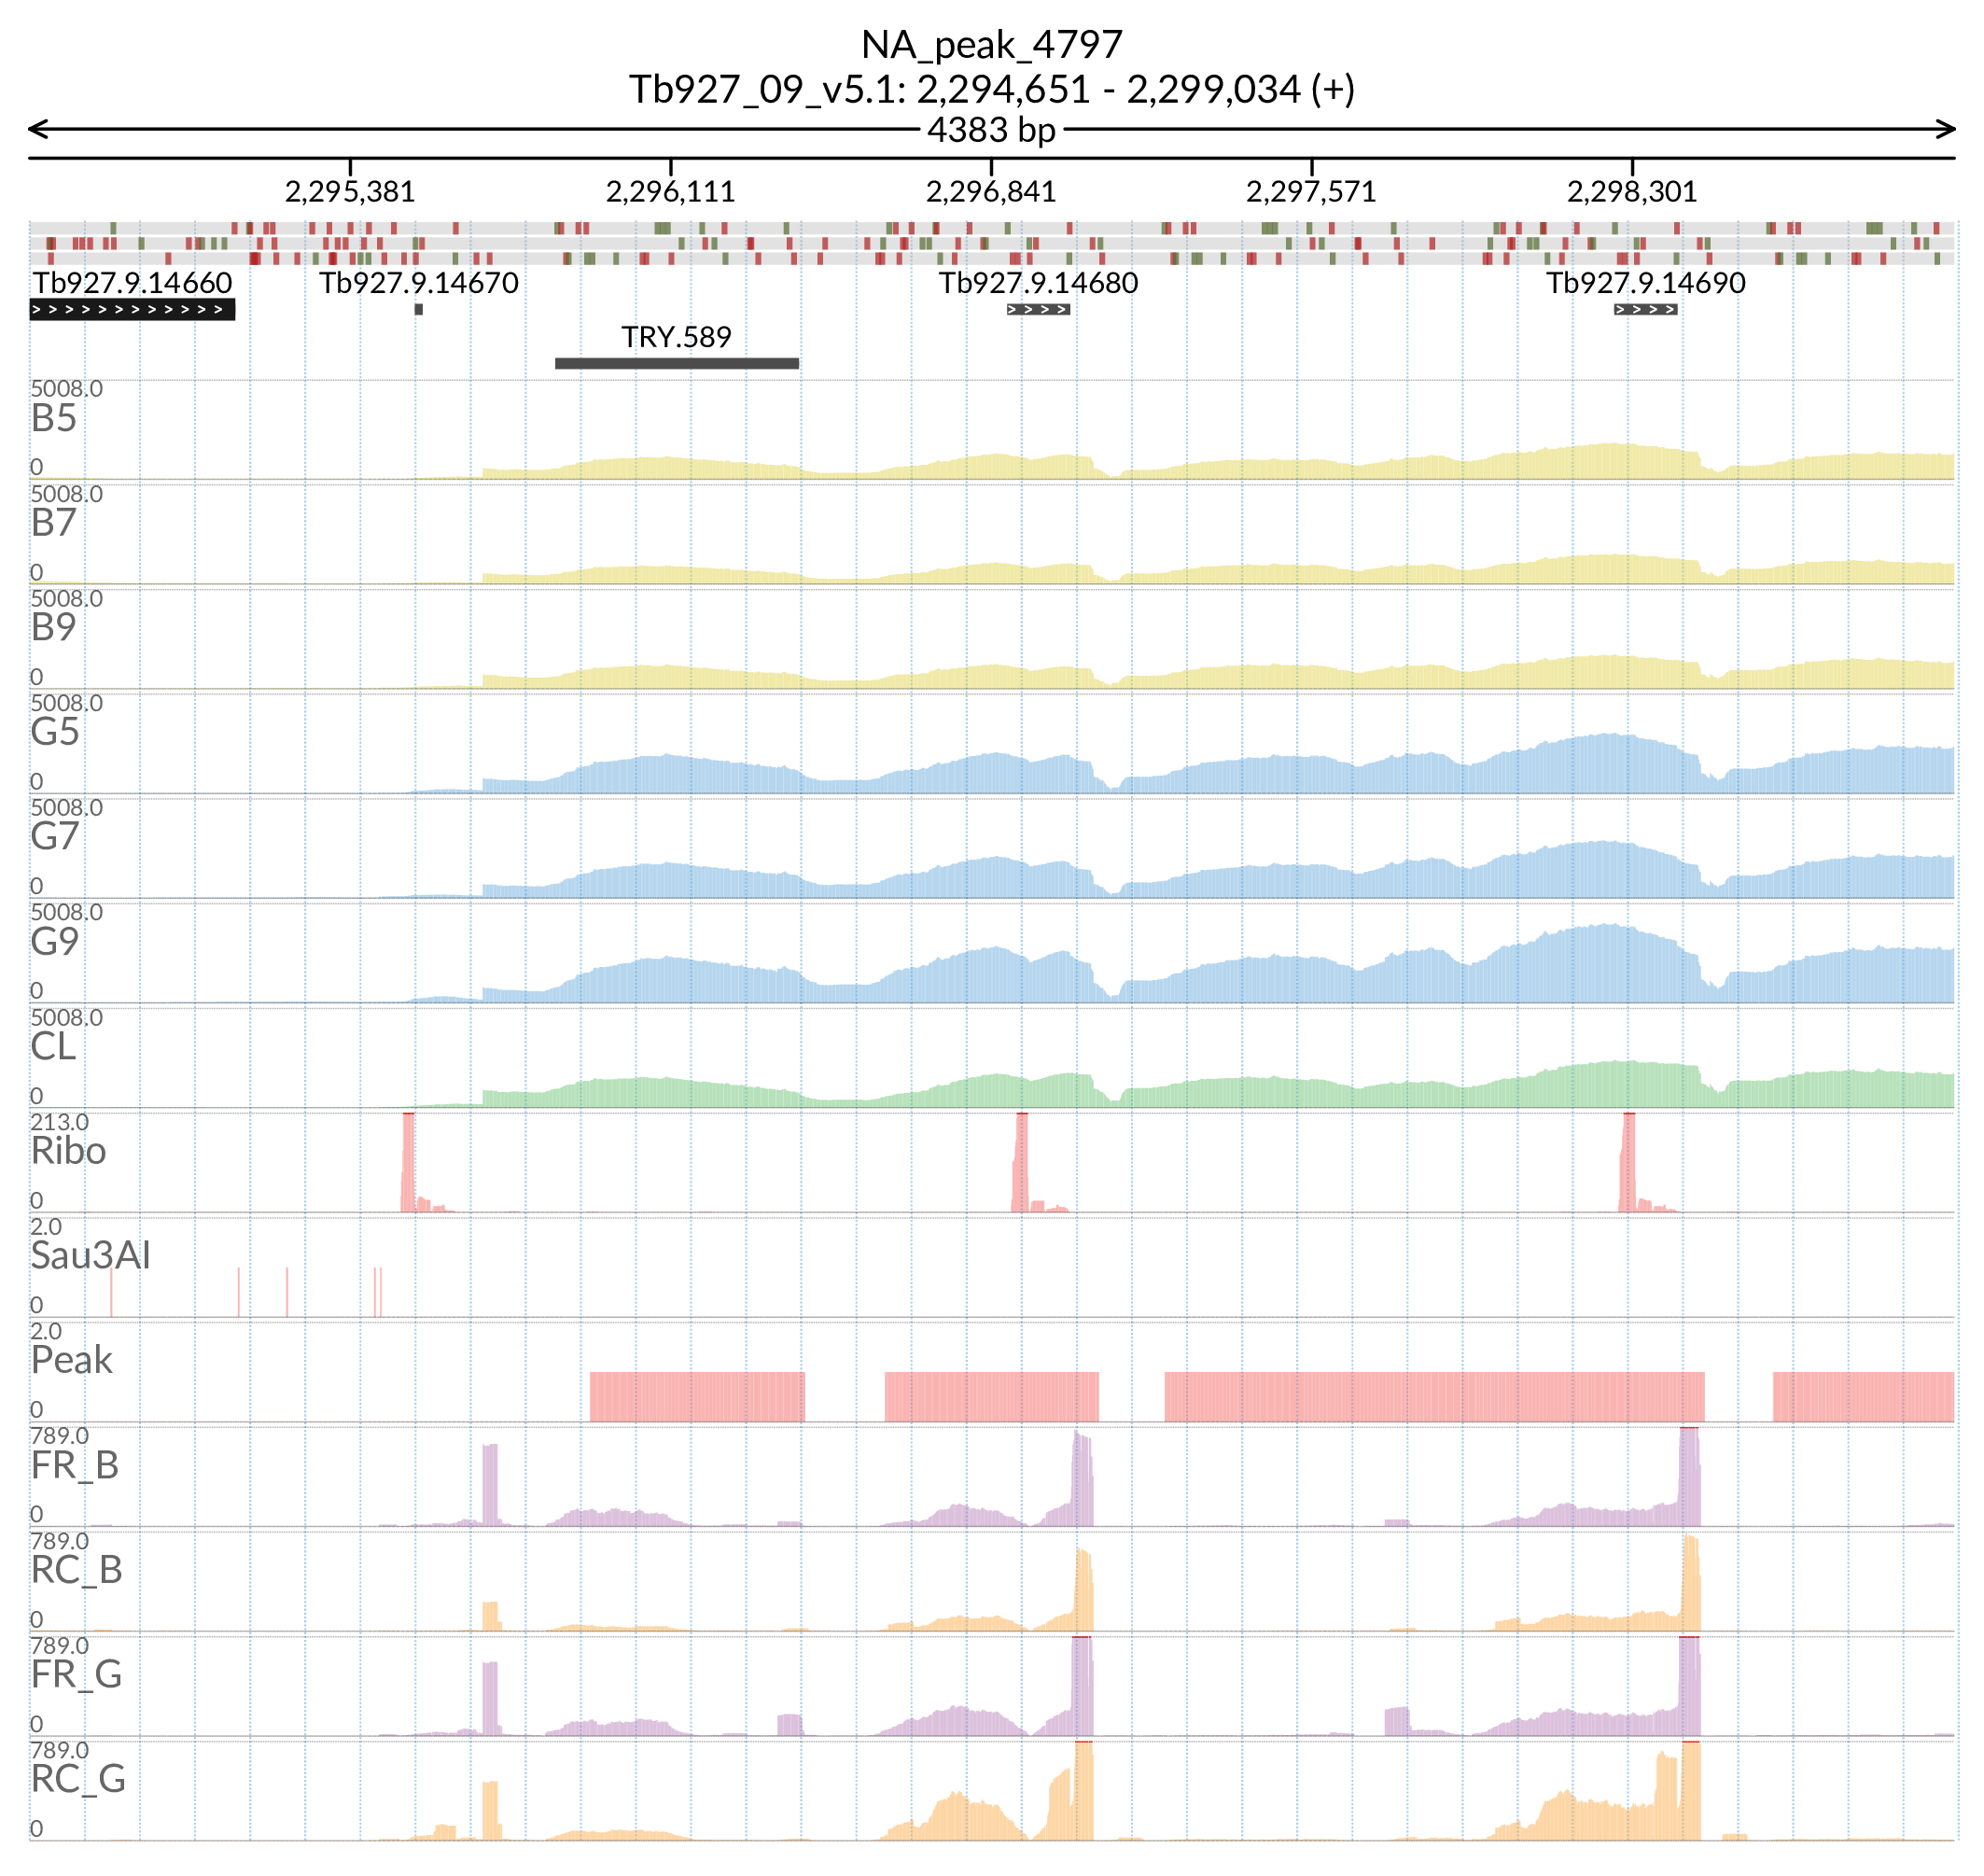 NA_peak_4797
Tb927_09_v5.1: 2,294,651 - 2,299,034 (+)
4383 bp
2,295,381 2,296,111 2,296,841 2,297,571 2,298,301
Tb927.9.14660 Tb927.9.14670 Tb927.9.14680 Tb927.9.14690
TRY.589
5008.0
B5
0
5008.0
B7
0
5008.0
B9
0
5008.0
G5
0
5008.0
G7
0
5008.0
G9
0
5008.0
CL
0
213.0
Ribo
0
2.0
Sau3AI
0
2.0
Peak
0
789.0
FR_B
0
789.0
RC_B
0
789.0
FR_G
0
789.0
RC_G
0